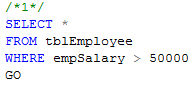 /*1*/
SELECT *
FROM tblEmployee
WHERE empSalary > 50000
GO